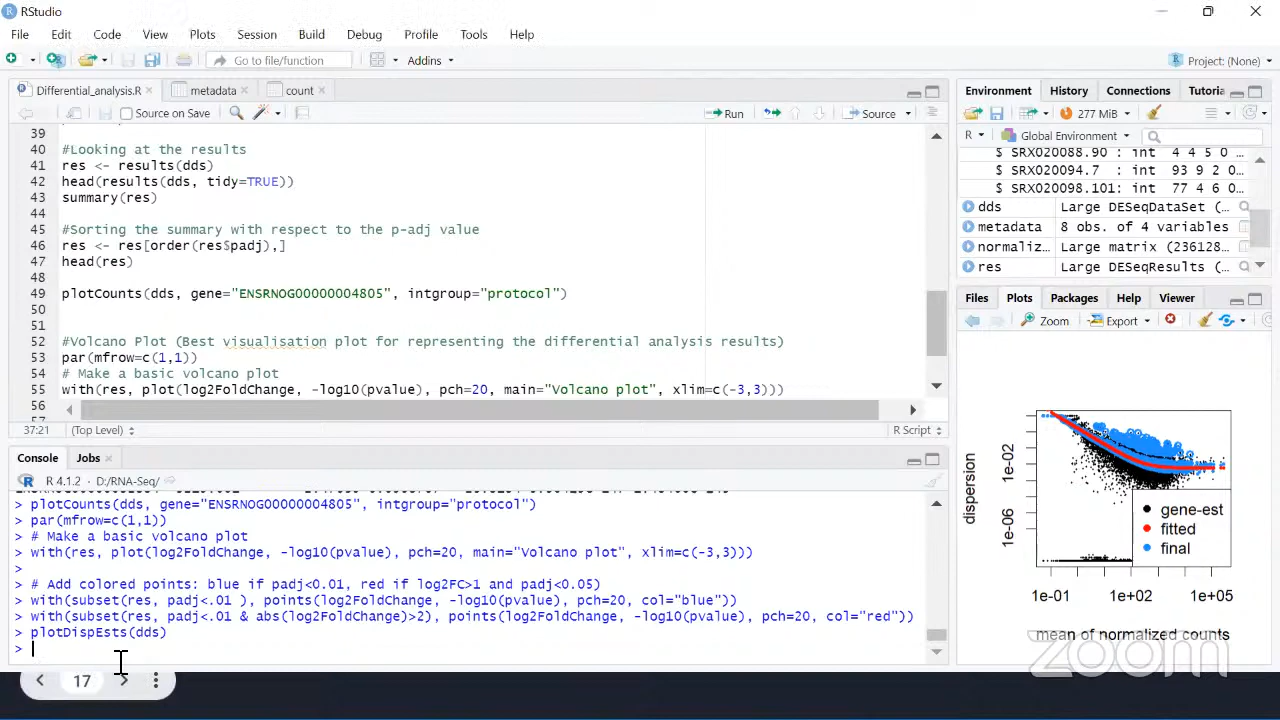 RStudio
File Edit Code View Plots Session Build Debug Profile Tools Help
Go to file/function Addins Project: (None)
Differential_analysis.R metadata count
Source on Save Run Source
39
40 #Looking at the results
41 res <- results(dds)
42 head(results(dds, tidy=TRUE))
43 summary(res)
44
45 #Sorting the summary with respect to the p-adj value
46 res <- res[order(res$padj),]
47 head(res)
48
49 plotCounts(dds, gene="ENSRNOG00000004805", intgroup="protocol")
50
51
52 #Volcano Plot (Best visualisation plot for representing the differential analysis results)
53 par(mfrow=c(1,1))
54 # Make a basic volcano plot
55 with(res, plot(log2FoldChange, -log10(pvalue), pch=20, main="Volcano plot", xlim=c(-3,3)))
56
37:21 (Top Level) R Script
Console Jobs
R 4.1.2 · D:/RNA-Seq/
> plotCounts(dds, gene="ENSRNOG00000004805", intgroup="protocol")
> par(mfrow=c(1,1))
> # Make a basic volcano plot
> with(res, plot(log2FoldChange, -log10(pvalue), pch=20, main="Volcano plot", xlim=c(-3,3)))
>
> # Add colored points: blue if padj<0.01, red if log2FC>1 and padj<0.05)
> with(subset(res, padj<.01 ), points(log2FoldChange, -log10(pvalue), pch=20, col="blue"))
> with(subset(res, padj<.01 & abs(log2FoldChange)>2), points(log2FoldChange, -log10(pvalue), pch=20, col="red"))
> plotDispEsts(dds)
>
17
Environment History Connections Tutoria
277 MiB
R Global Environment
$ SRX020088.90 : int 4 4 5 0 …
$ SRX020094.7 : int 93 9 2 0 …
$ SRX020098.101: int 77 4 6 0 …
dds Large DESeqDataSet (…
metadata 8 obs. of 4 variables
normaliz… Large matrix (236128…
res Large DESeqResults (…
Files Plots Packages Help Viewer
Zoom Export
dispersion
1e-02
1e-06
gene-est
fitted
final
1e-01 1e+02 1e+05
mean of normalized counts
zoom